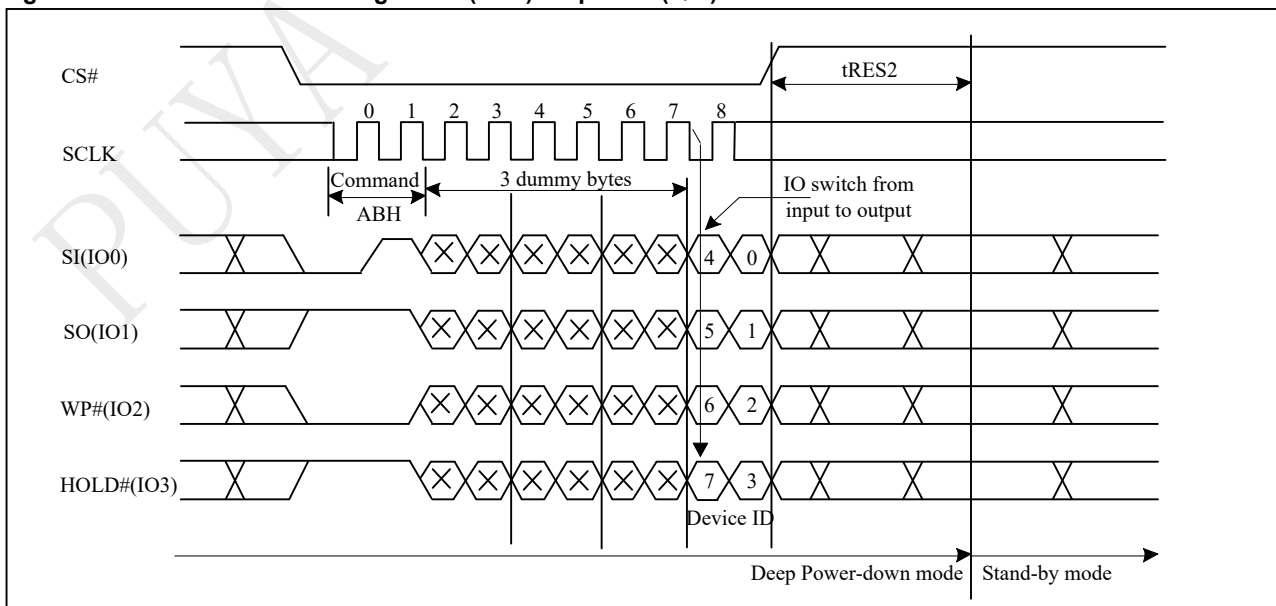 CS#
tRES2
0 1 2 3 4 5 6 7 8
SCLK
Command
3 dummy bytes
IO switch from
input to output
ABH
SI(IO0)
4 0
SO(IO1)
5 1
WP#(IO2)
6 2
HOLD#(IO3)
7 3
Device ID
Deep Power-down mode
Stand-by mode
PUYA